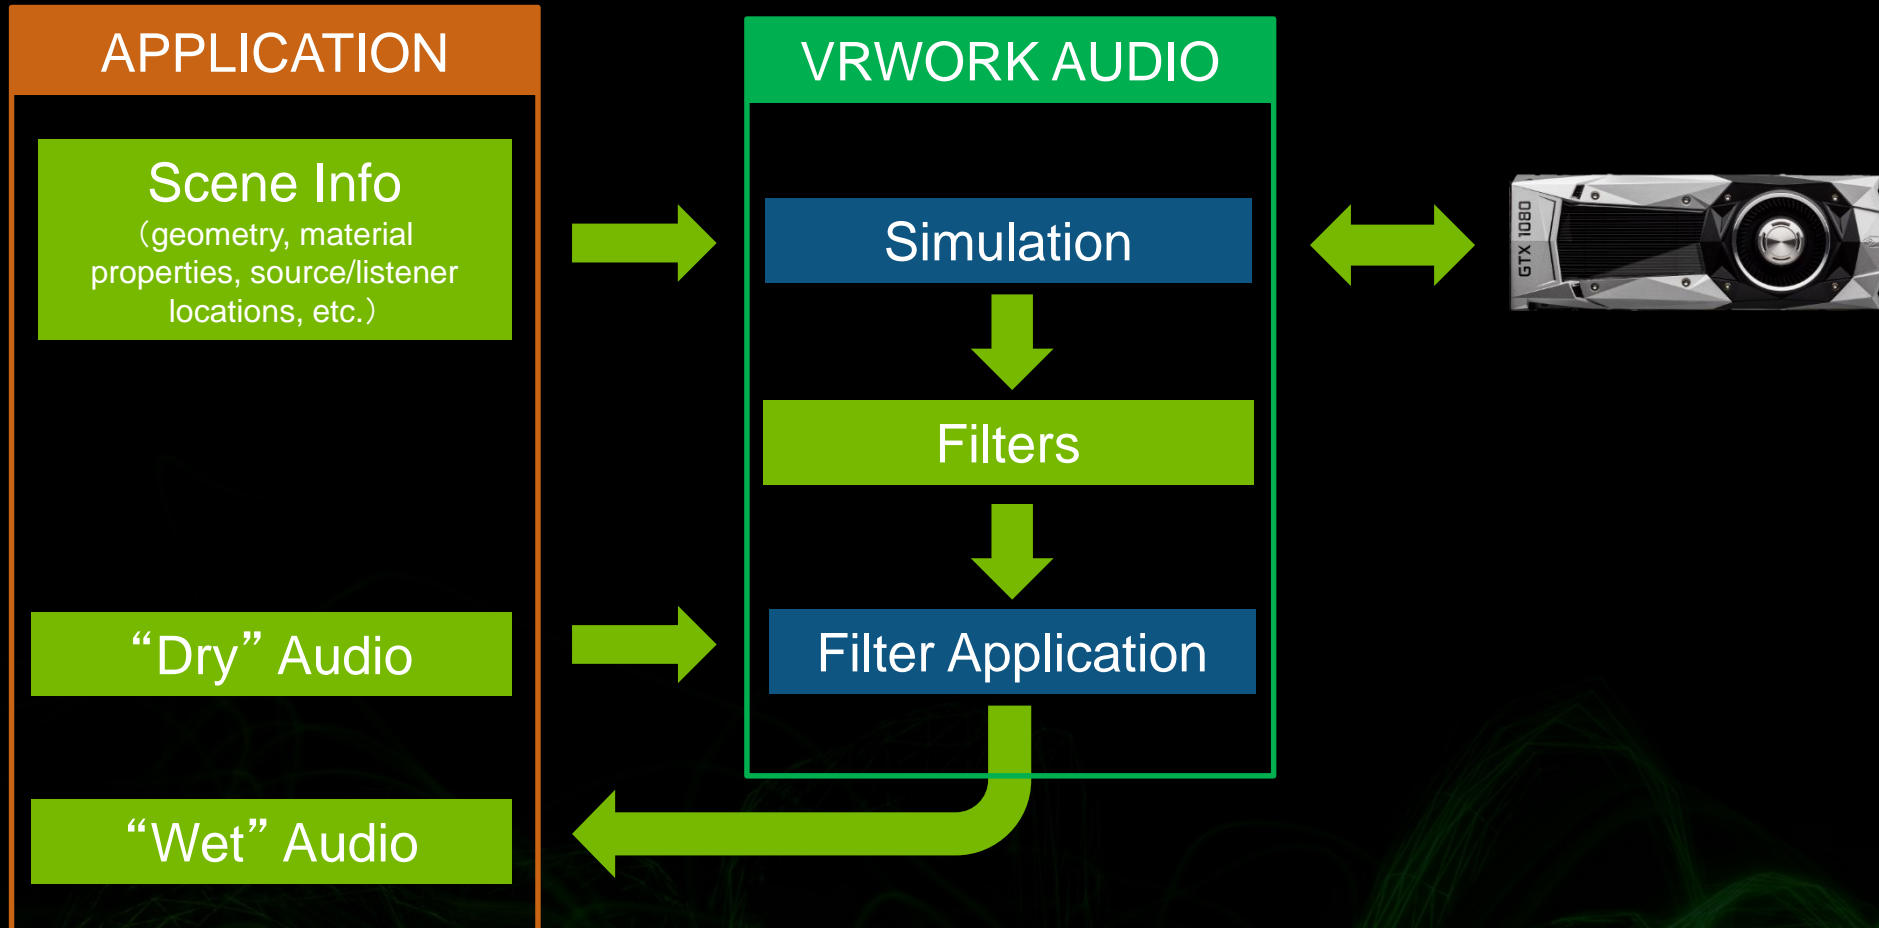 APPLICATION
Scene Info
（geometry, material
properties, source/listener
locations, etc.）
“Dry” Audio
“Wet” Audio
VRWORK AUDIO
Simulation
Filters
Filter Application
GTX 1080